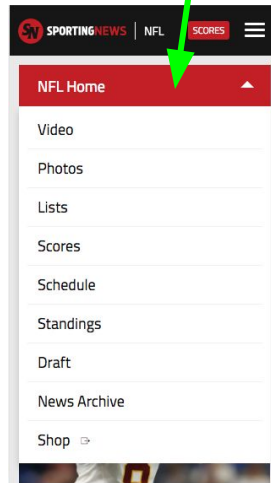 SN SPORTINGNEWS | NFL SCORES
NFL Home
Video
Photos
Lists
Scores
Schedule
Standings
Draft
News Archive
Shop